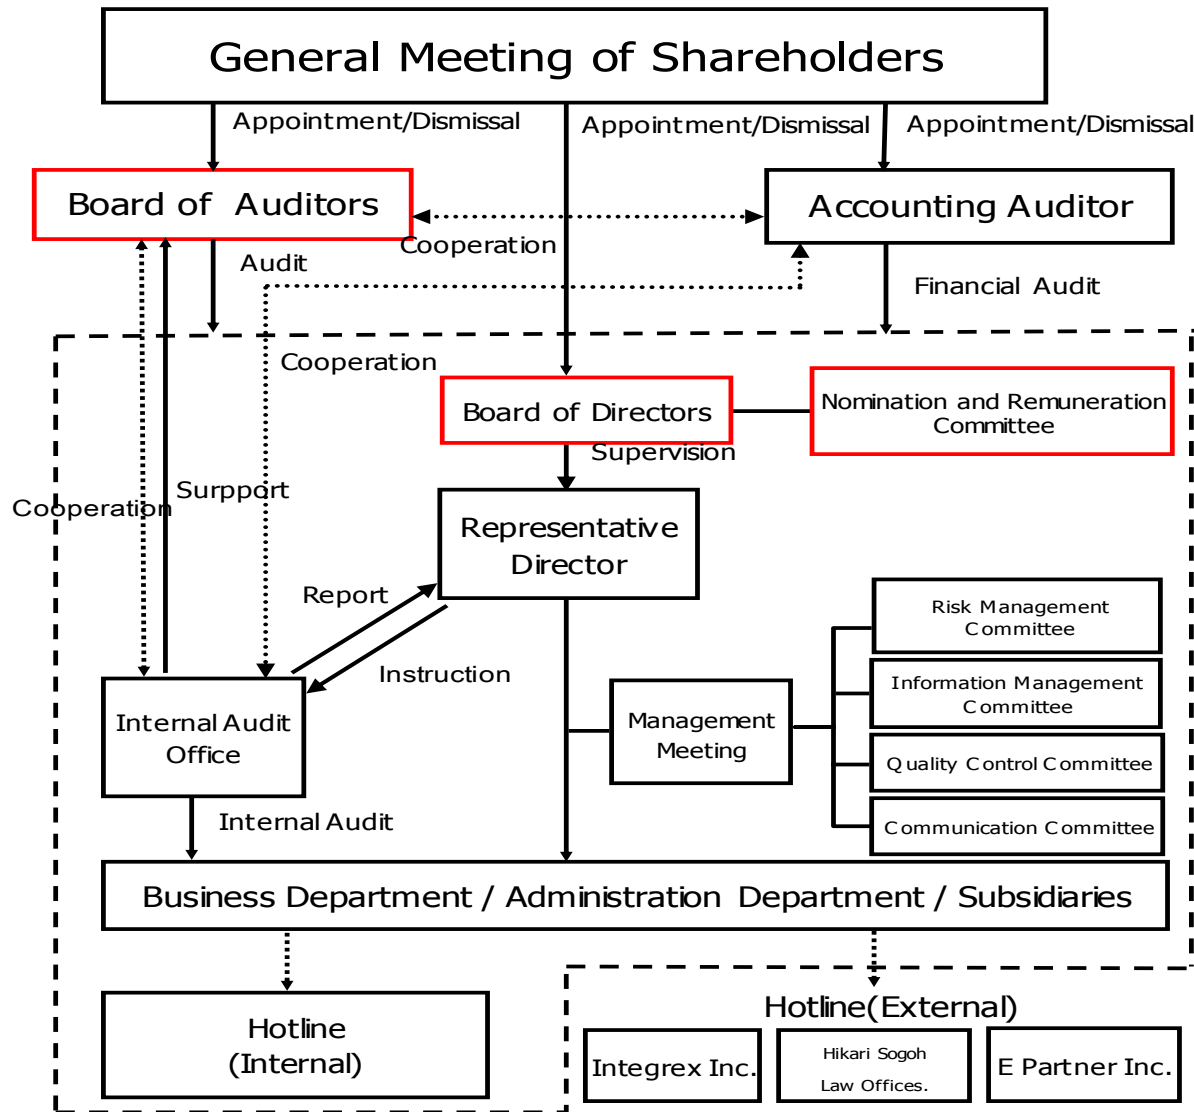 General Meeting of Shareholders
Appointment/Dismissal
Appointment/Dismissal
Appointment/Dismissal
Board of Auditors
Accounting Auditor
Cooperation
Audit
Financial Audit
Cooperation
Board of Directors
Nomination and Remuneration
Committee
Supervision
Surpport
Cooperation
Representative
Director
Report
Instruction
Risk Management
Committee
Information Management
Committee
Internal Audit
Office
Management
Meeting
Quality Control Committee
Communication Committee
Internal Audit
Business Department / Administration Department / Subsidiaries
Hotline
(Internal)
Hotline(External)
Integrex Inc.
Hikari Sogoh
Law Offices.
E Partner Inc.